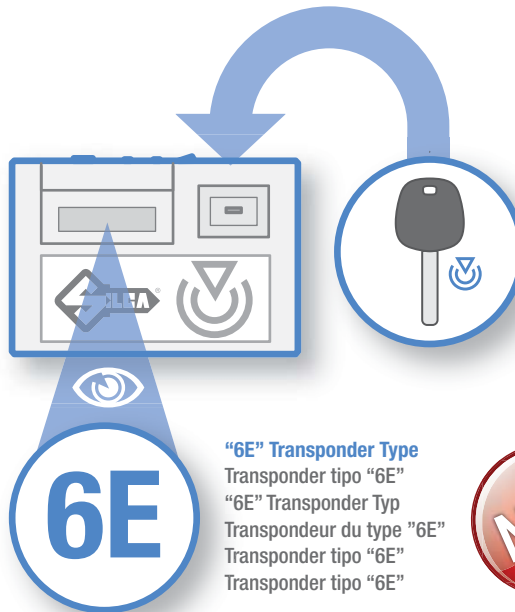 6E
“6E” Transponder Type
Transponder tipo “6E”
“6E” Transponder Typ
Transpondeur du type ”6E”
Transponder tipo “6E”
Transponder tipo “6E”